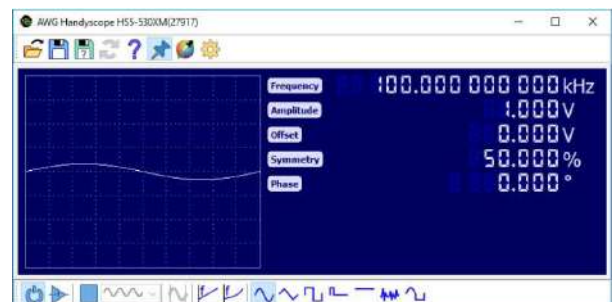 AWG Handyscope HS5-530XM(27917)
Frequency 100.000 000 000 kHz
Amplitude 1.000 V
Offset 0.000 V
Symmetry 50.000 %
Phase 0.000 °